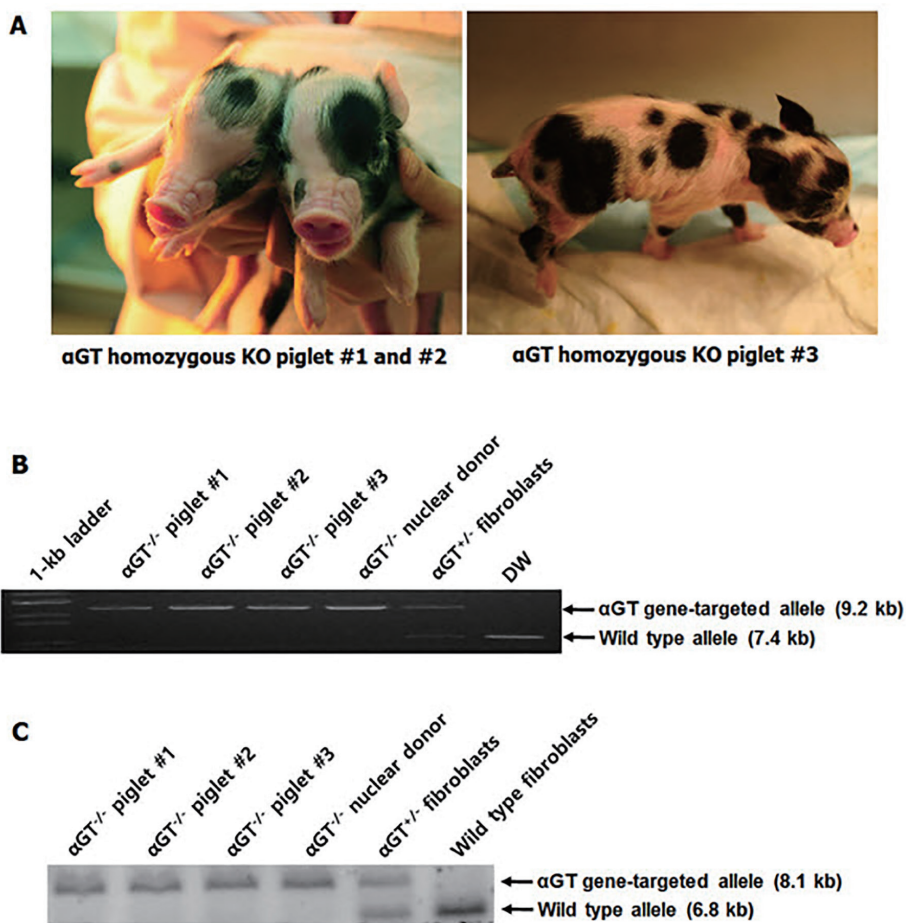 A
αGT homozygous KO piglet #1 and #2
αGT homozygous KO piglet #3
B
1-kb ladder
αGT-/- piglet #1
αGT-/- piglet #2
αGT-/- piglet #3
αGT-/- nuclear donor
αGT+/- fibroblasts
DW
αGT gene-targeted allele (9.2 kb)
Wild type allele (7.4 kb)
C
αGT-/- piglet #1
αGT-/- piglet #2
αGT-/- piglet #3
αGT-/- nuclear donor
αGT+/- fibroblasts
Wild type fibroblasts
αGT gene-targeted allele (8.1 kb)
Wild type allele (6.8 kb)